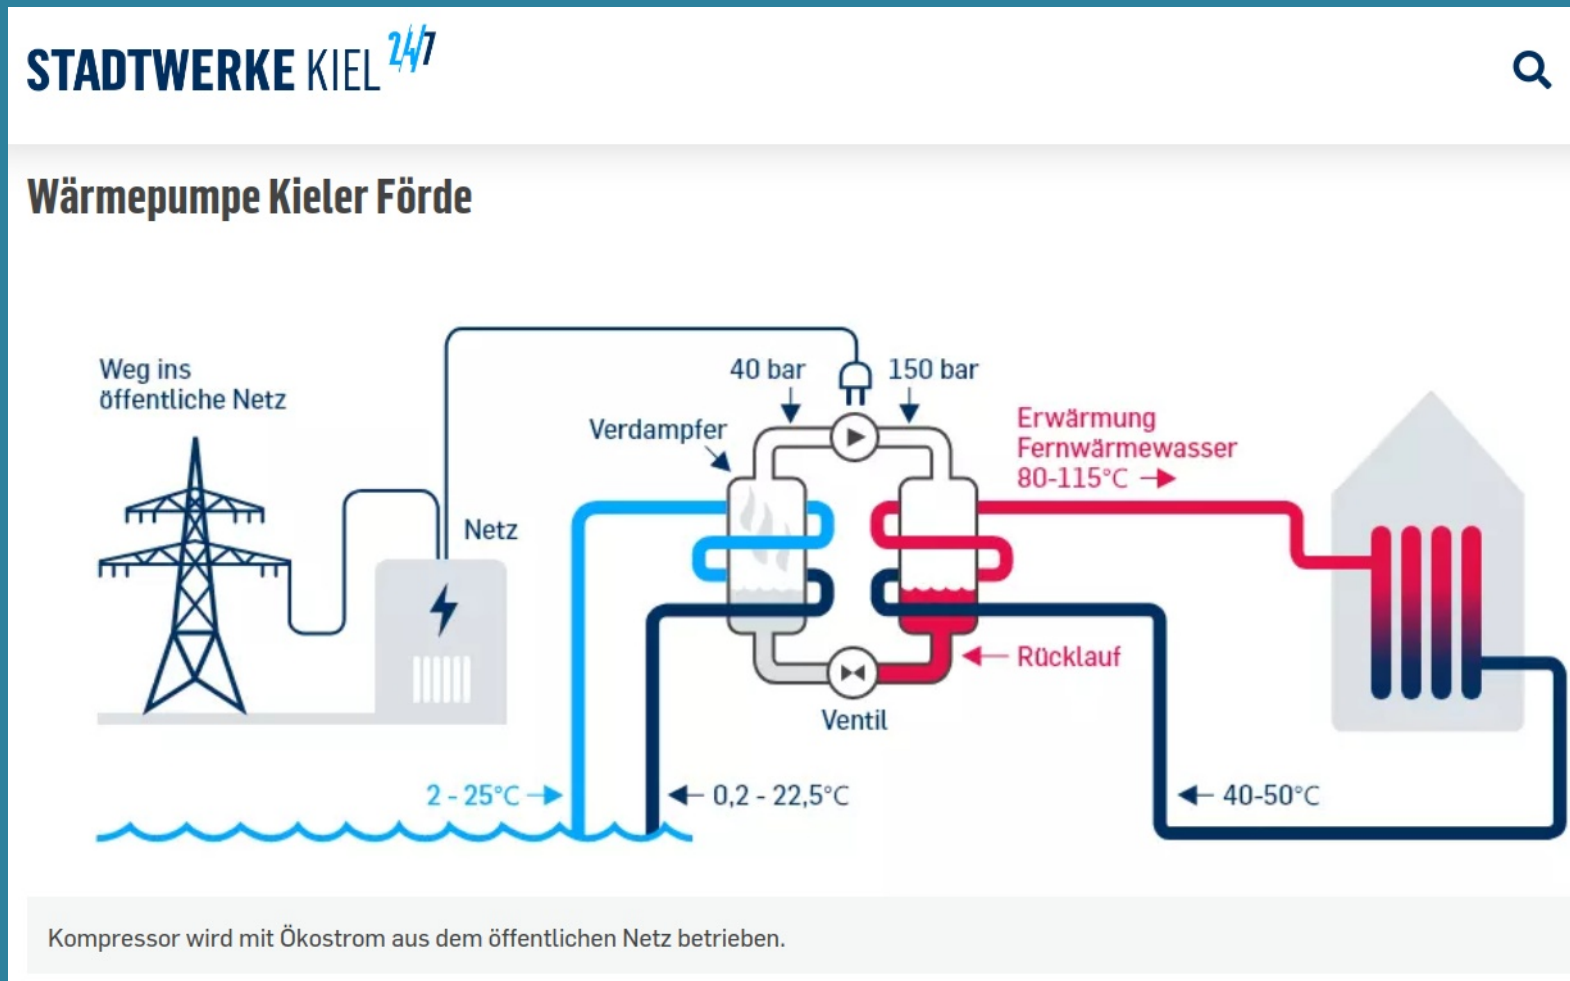 STADTWERKE KIEL 24/7
Wärmepumpe Kieler Förde
Weg ins
öffentliche Netz
40 bar
150 bar
Verdampfer
Erwärmung
Fernwärmewasser
80-115°C
Netz
Rücklauf
Ventil
2 - 25°C
0,2 - 22,5°C
40-50°C
Kompressor wird mit Ökostrom aus dem öffentlichen Netz betrieben.